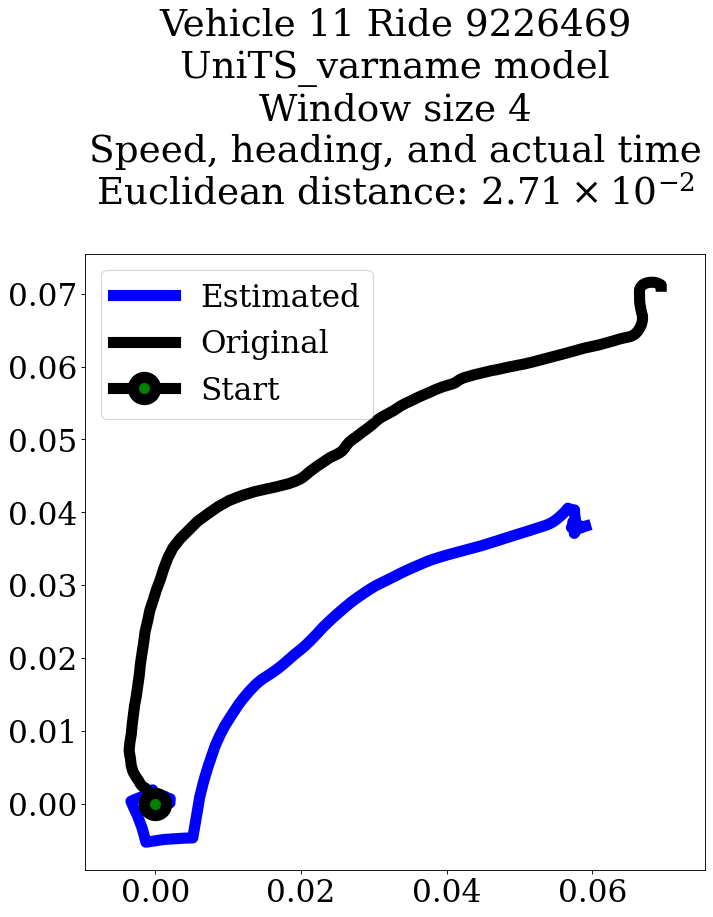 Vehicle 11 Ride 9226469
UniTS_varname model
Window size 4
Speed, heading, and actual time
Euclidean distance: 2.71 × 10⁻²
Estimated
Original
Start
0.07
0.06
0.05
0.04
0.03
0.02
0.01
0.00
0.00 0.02 0.04 0.06